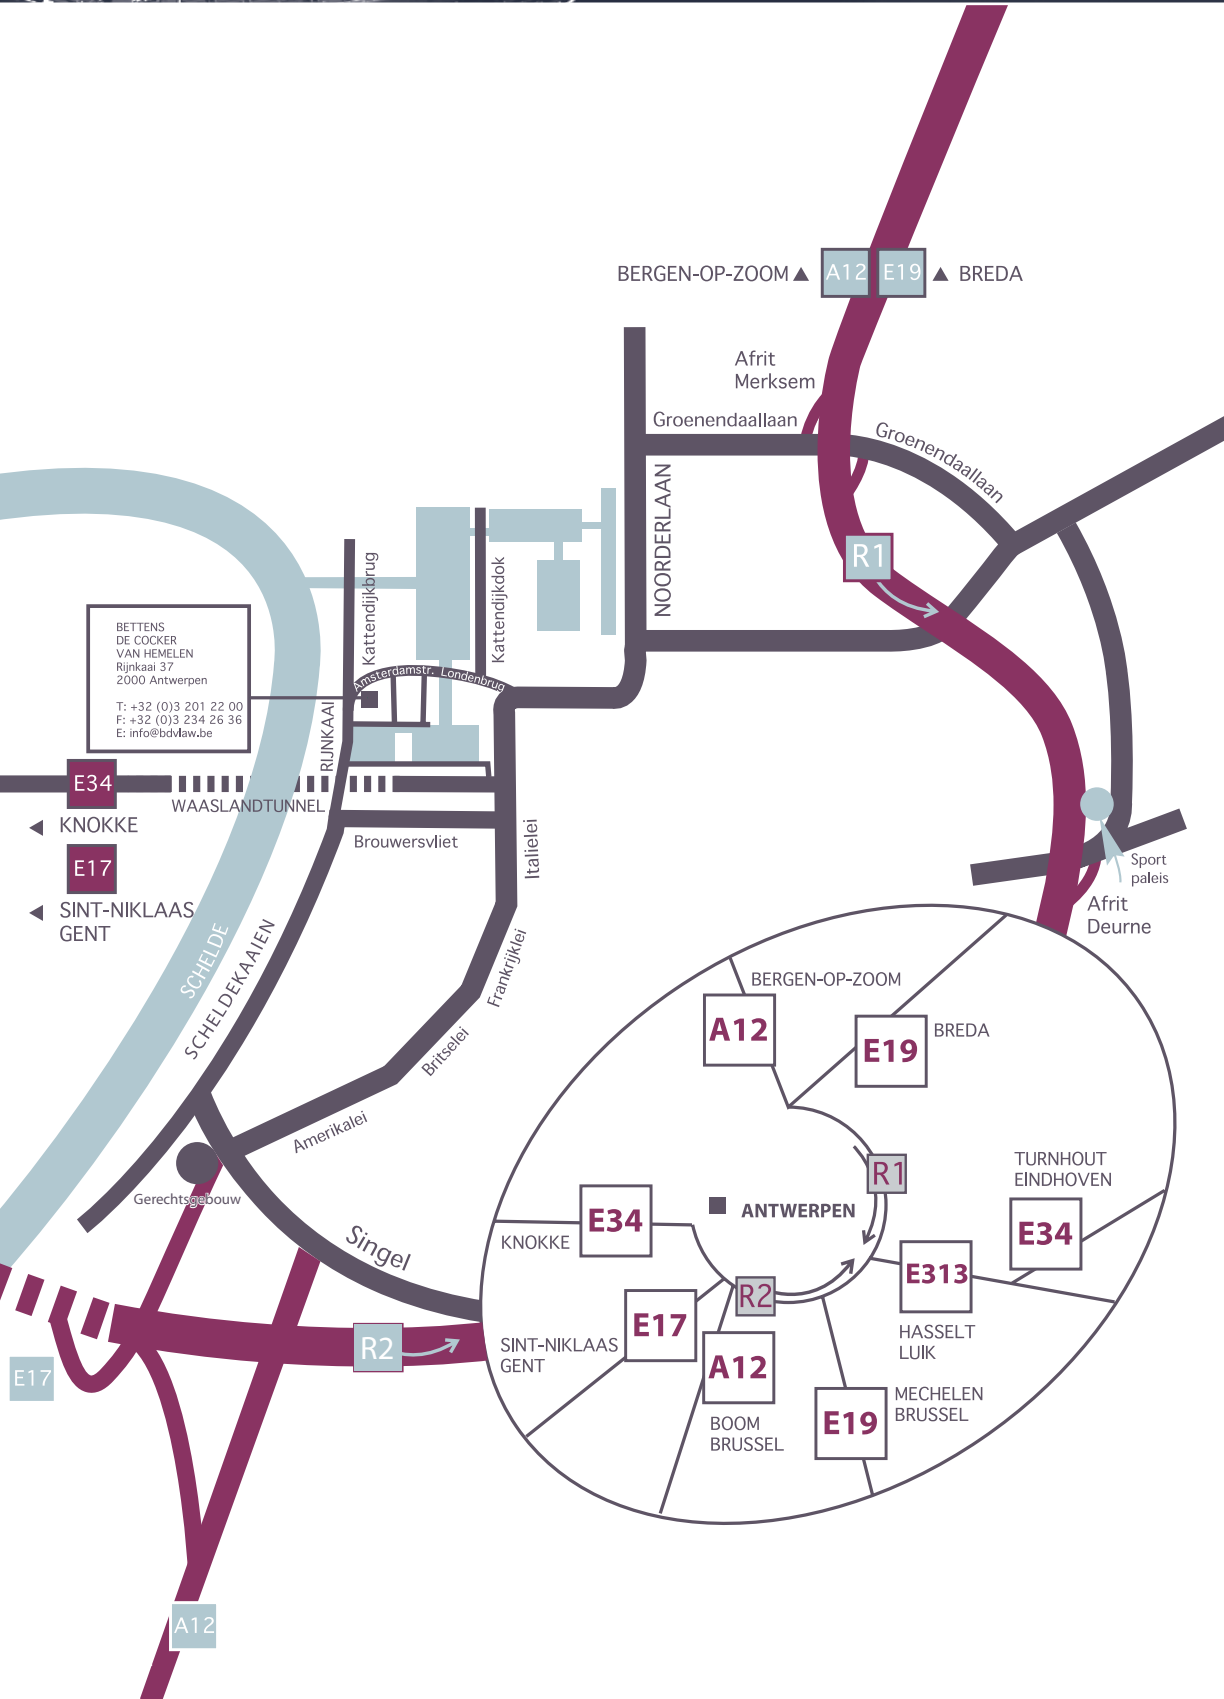 BERGEN-OP-ZOOM
A12
E19
BREDA
Afrit
Merksem
Groenendaallaan
Groenendaallaan
NOORDERLAAN
R1
Kattendijkbrug
Kattendijkdok
BETTENS
DE COCKER
VAN HEMELEN
Rijnkaai 37
2000 Antwerpen
T: +32 (0)3 201 22 00
F: +32 (0)3 234 26 36
E: info@bdvlaw.be
Amsterdamstr.
Londenbrug
RIJNKAAI
E34
WAASLANDTUNNEL
KNOKKE
Brouwersvliet
Italielei
E17
SINT-NIKLAAS
GENT
Sport
paleis
Afrit
Deurne
SCHELDE
SCHELDEKAAIEN
Frankrijklei
Britselei
Amerikalei
Gerechtsgebouw
Singel
R2
E17
A12
BERGEN-OP-ZOOM
A12
BREDA
E19
R1
TURNHOUT
EINDHOVEN
E34
ANTWERPEN
E34
KNOKKE
E313
HASSELT
LUIK
R2
E17
SINT-NIKLAAS
GENT
A12
BOOM
BRUSSEL
E19
MECHELEN
BRUSSEL